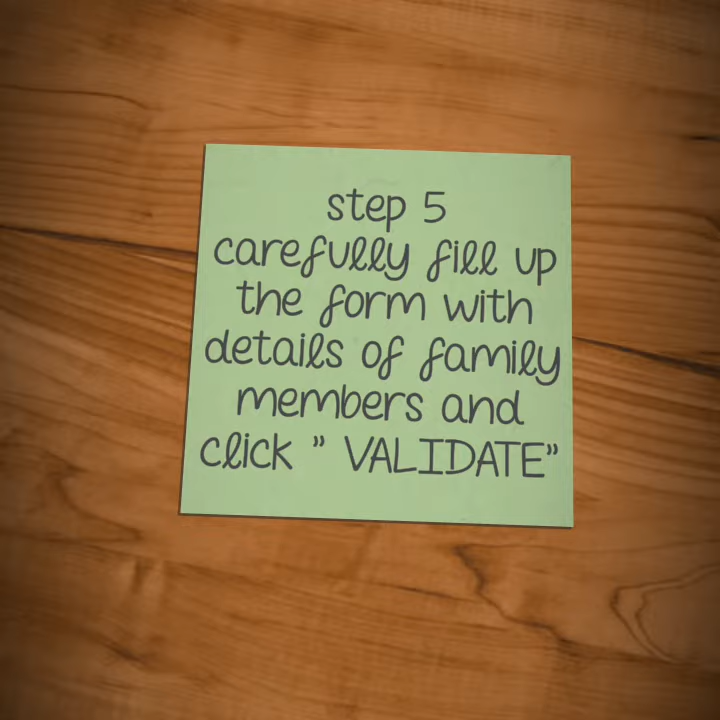 step 5
carefully fill up
the form with
details of family
members and
click " VALIDATE"